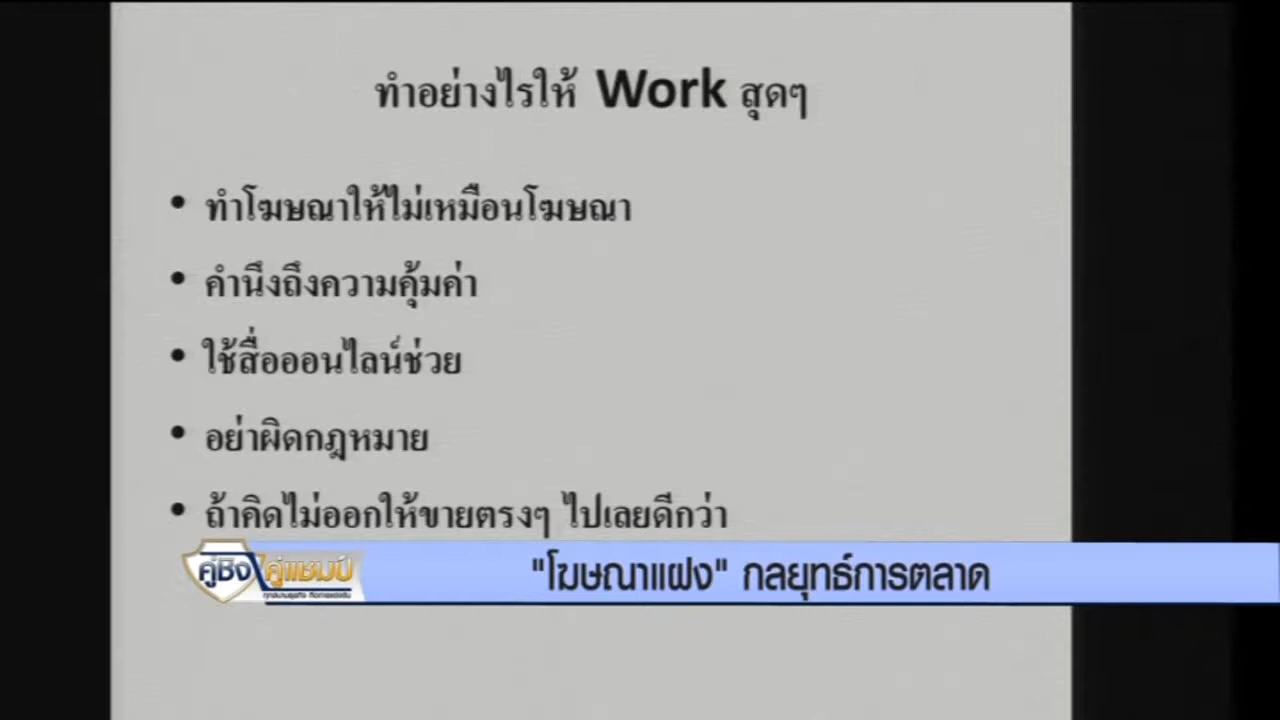 ทำอย่างไรให้ Work สุดๆ
• ทำโฆษณาให้ไม่เหมือนโฆษณา
• คำนึงถึงความคุ้มค่า
• ใช้สื่อออนไลน์ช่วย
• อย่าผิดกฎหมาย
• ถ้าคิดไม่ออกให้ขายตรงๆ ไปเลยดีกว่า
คู่ชิง คู่แชมป์
"โฆษณาแฝง" กลยุทธ์การตลาด